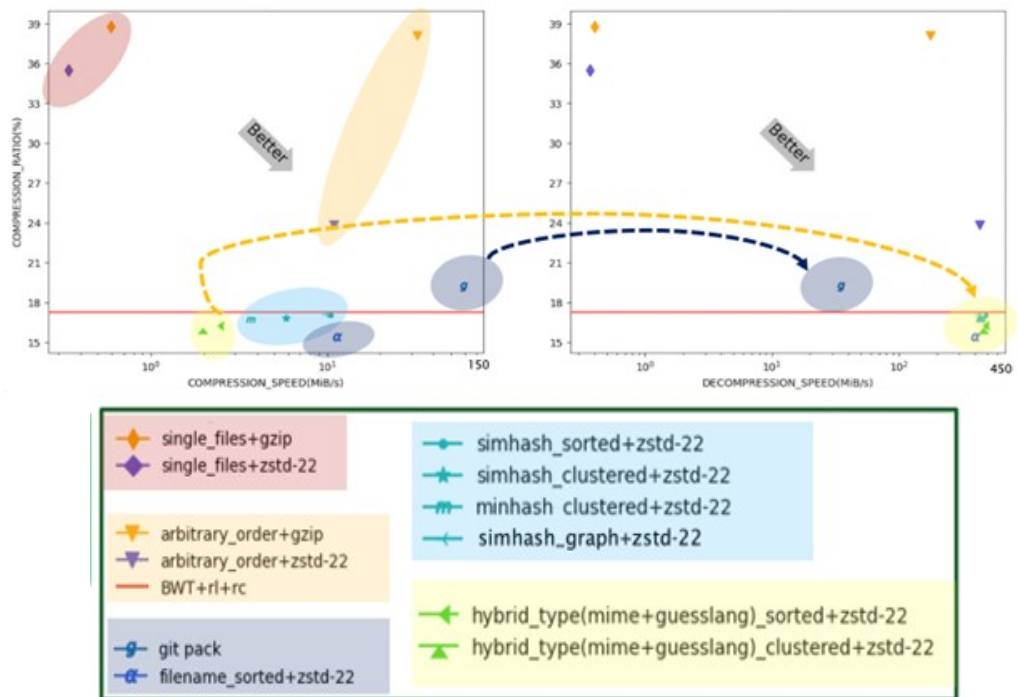 39
36
33
30
27
24
21
18
15
COMPRESSION_RATIO(%)
Better
g
m
α
10⁰
10¹
150
COMPRESSION_SPEED(MiB/s)
39
36
33
30
27
24
21
18
15
Better
g
α
10⁰
10²
450
DECOMPRESSION_SPEED(MiB/s)
single_files+gzip
single_files+zstd-22
arbitrary_order+gzip
arbitrary_order+zstd-22
BWT+rl+rc
g git pack
α filename_sorted+zstd-22
simhash_sorted+zstd-22
simhash_clustered+zstd-22
m minhash clustered+zstd-22
simhash_graph+zstd-22
hybrid_type(mime+guesslang)_sorted+zstd-22
hybrid_type(mime+guesslang)_clustered+zstd-22